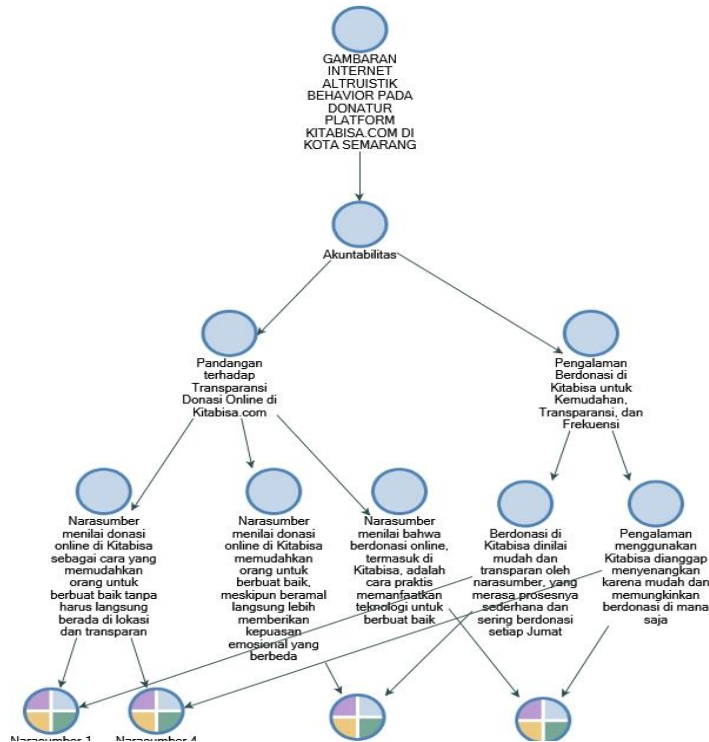 GAMBARAN
INTERNET
ALTRUISTIK
BEHAVIOR PADA
DONATUR
PLATFORM
KITABISA.COM DI
KOTA SEMARANG
Akuntabilitas
Pandangan
terhadap
Transparansi
Donasi Online di
Kitabisa.com
Pengalaman
Berdonasi di
Kitabisa untuk
Kemudahan,
Transparansi, dan
Frekuensi
Narasumber
menilai donasi
online di Kitabisa
sebagai cara yang
memudahkan
orang untuk
berbuat baik tanpa
harus langsung
berada di lokasi
dan transparan
Narasumber
menilai donasi
online di Kitabisa
memudahkan
orang untuk
berbuat baik,
meskipun beramal
langsung lebih
memberikan
kepuasan
emosional yang
berbeda
Narasumber
menilai bahwa
berdonasi online,
termasuk di
Kitabisa, adalah
cara praktis
memanfaatkan
teknologi untuk
berbuat baik
Berdonasi di
Kitabisa dinilai
mudah dan
transparan oleh
narasumber, yang
merasa prosesnya
sederhana dan
sering berdonasi
setiap Jumat
Pengalaman
menggunakan
Kitabisa dianggap
menyenangkan
karena mudah dan
memungkinkan
berdonasi di mana
saja
Narasumber 1
Narasumber 4